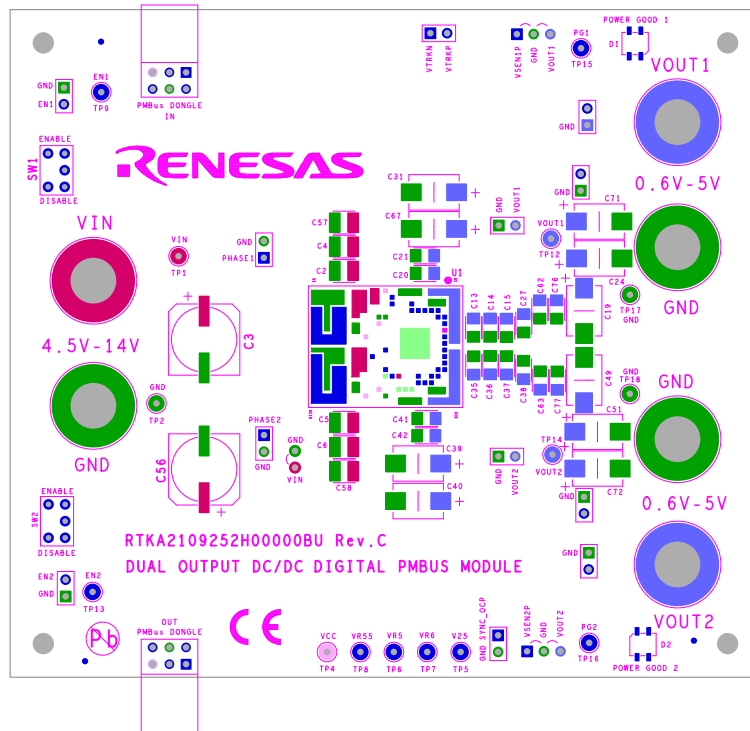 POWER GOOD 1
VTRKN
VTRKP
VSEN1P
GND
VOUT1
PG1
TP15
D1
VOUT1
GND
EN1
EN1
TP9
PMBus DONGLE
IN
GND
0.6V-5V
ENABLE
SW1
DISABLE
RENESAS
C31
C67
GND
VOUT1
GND
C71
VOUT1
TP12
C24
VIN
VIN
TP1
GND
PHASE1
C57
C4
C2
C21
C20
U1
TP17
GND
GND
4.5V-14V
C3
C13
C14
C15
C27
C62
C76
C19
C35
C36
C37
C38
C63
C77
C49
GND
TP18
GND
GND
TP2
GND
PHASE2
GND
GND
VIN
C56
C5
C6
C58
C41
C42
C39
C40
GND
VOUT2
C51
TP14
VOUT2
C72
GND
0.6V-5V
ENABLE
SW2
DISABLE
RTKA2109252H00000BU Rev.C
DUAL OUTPUT DC/DC DIGITAL PMBUS MODULE
GND
EN2
GND
EN2
TP13
VOUT2
OUT
PMBus DONGLE
Pb
CE
VCC
TP4
VR55
TP8
VR5
TP6
VR6
TP7
V25
TP5
GND SYNC_OCP
VSEN2P
GND
VOUT2
PG2
TP16
D2
POWER GOOD 2